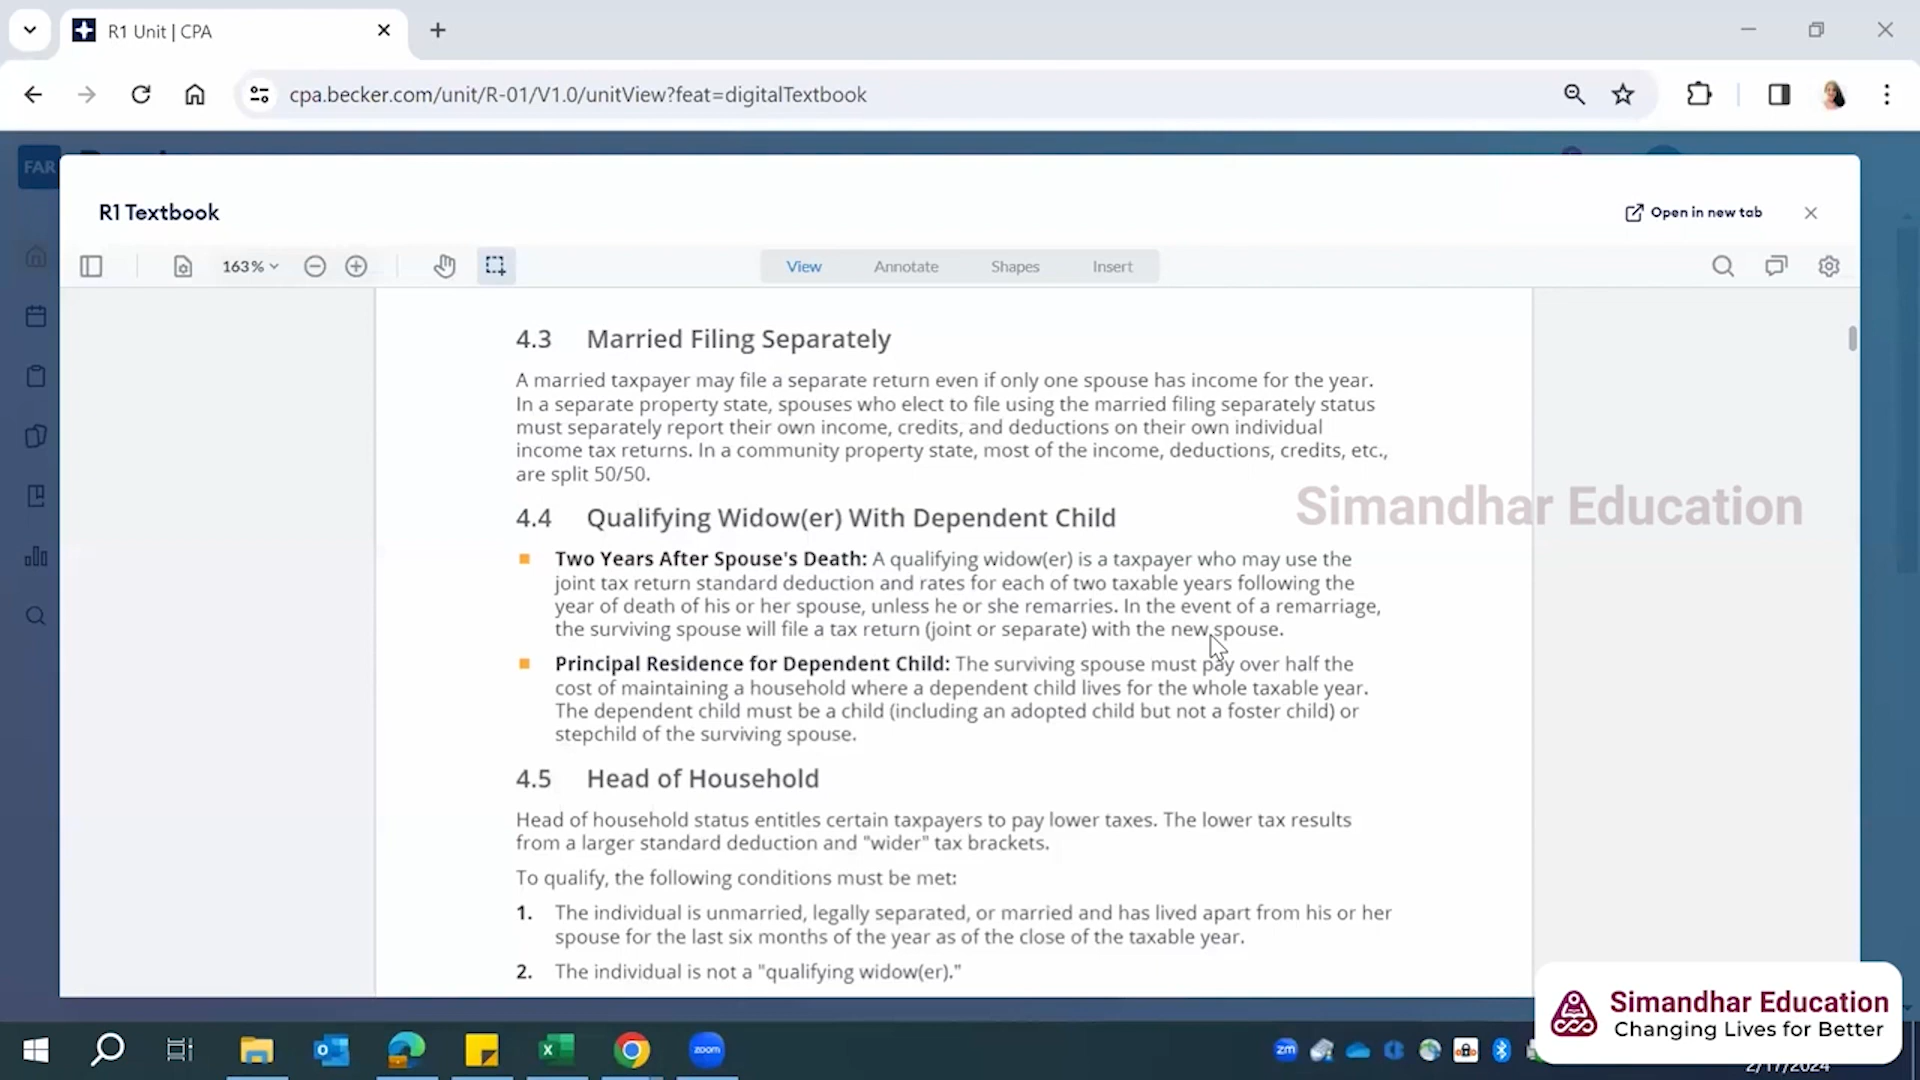 R1 Unit | CPA
cpa.becker.com/unit/R-01/V1.0/unitView?feat=digitalTextbook
FAR
R1 Textbook
Open in new tab
163%
View
Annotate
Shapes
Insert
4.3 Married Filing Separately
A married taxpayer may file a separate return even if only one spouse has income for the year.
In a separate property state, spouses who elect to file using the married filing separately status
must separately report their own income, credits, and deductions on their own individual
income tax returns. In a community property state, most of the income, deductions, credits, etc.,
are split 50/50.
Simandhar Education
4.4 Qualifying Widow(er) With Dependent Child
Two Years After Spouse's Death: A qualifying widow(er) is a taxpayer who may use the
joint tax return standard deduction and rates for each of two taxable years following the
year of death of his or her spouse, unless he or she remarries. In the event of a remarriage,
the surviving spouse will file a tax return (joint or separate) with the new spouse.
Principal Residence for Dependent Child: The surviving spouse must pay over half the
cost of maintaining a household where a dependent child lives for the whole taxable year.
The dependent child must be a child (including an adopted child but not a foster child) or
stepchild of the surviving spouse.
4.5 Head of Household
Head of household status entitles certain taxpayers to pay lower taxes. The lower tax results
from a larger standard deduction and "wider" tax brackets.
To qualify, the following conditions must be met:
1. The individual is unmarried, legally separated, or married and has lived apart from his or her
spouse for the last six months of the year as of the close of the taxable year.
2. The individual is not a "qualifying widow(er)."
Simandhar Education
Changing Lives for Better
zoom
zm
2/17/2024